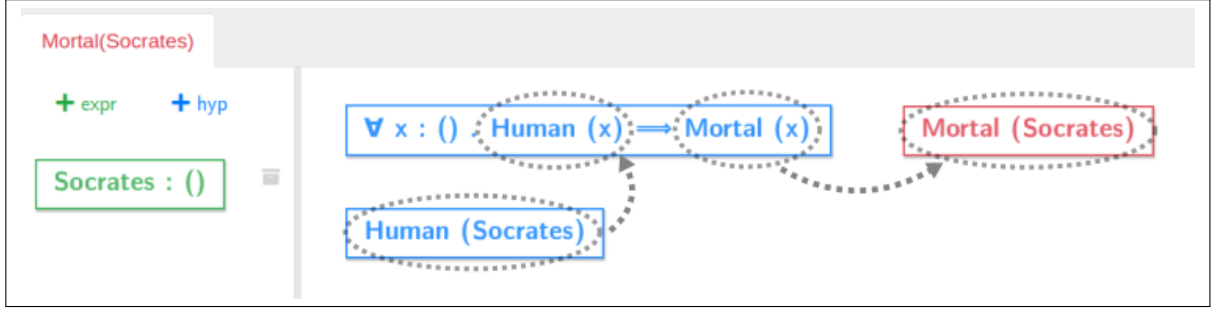 Mortal(Socrates)
+ expr + hyp
Socrates : ()
∀ x : () . Human (x) ⟹ Mortal (x)
Mortal (Socrates)
Human (Socrates)